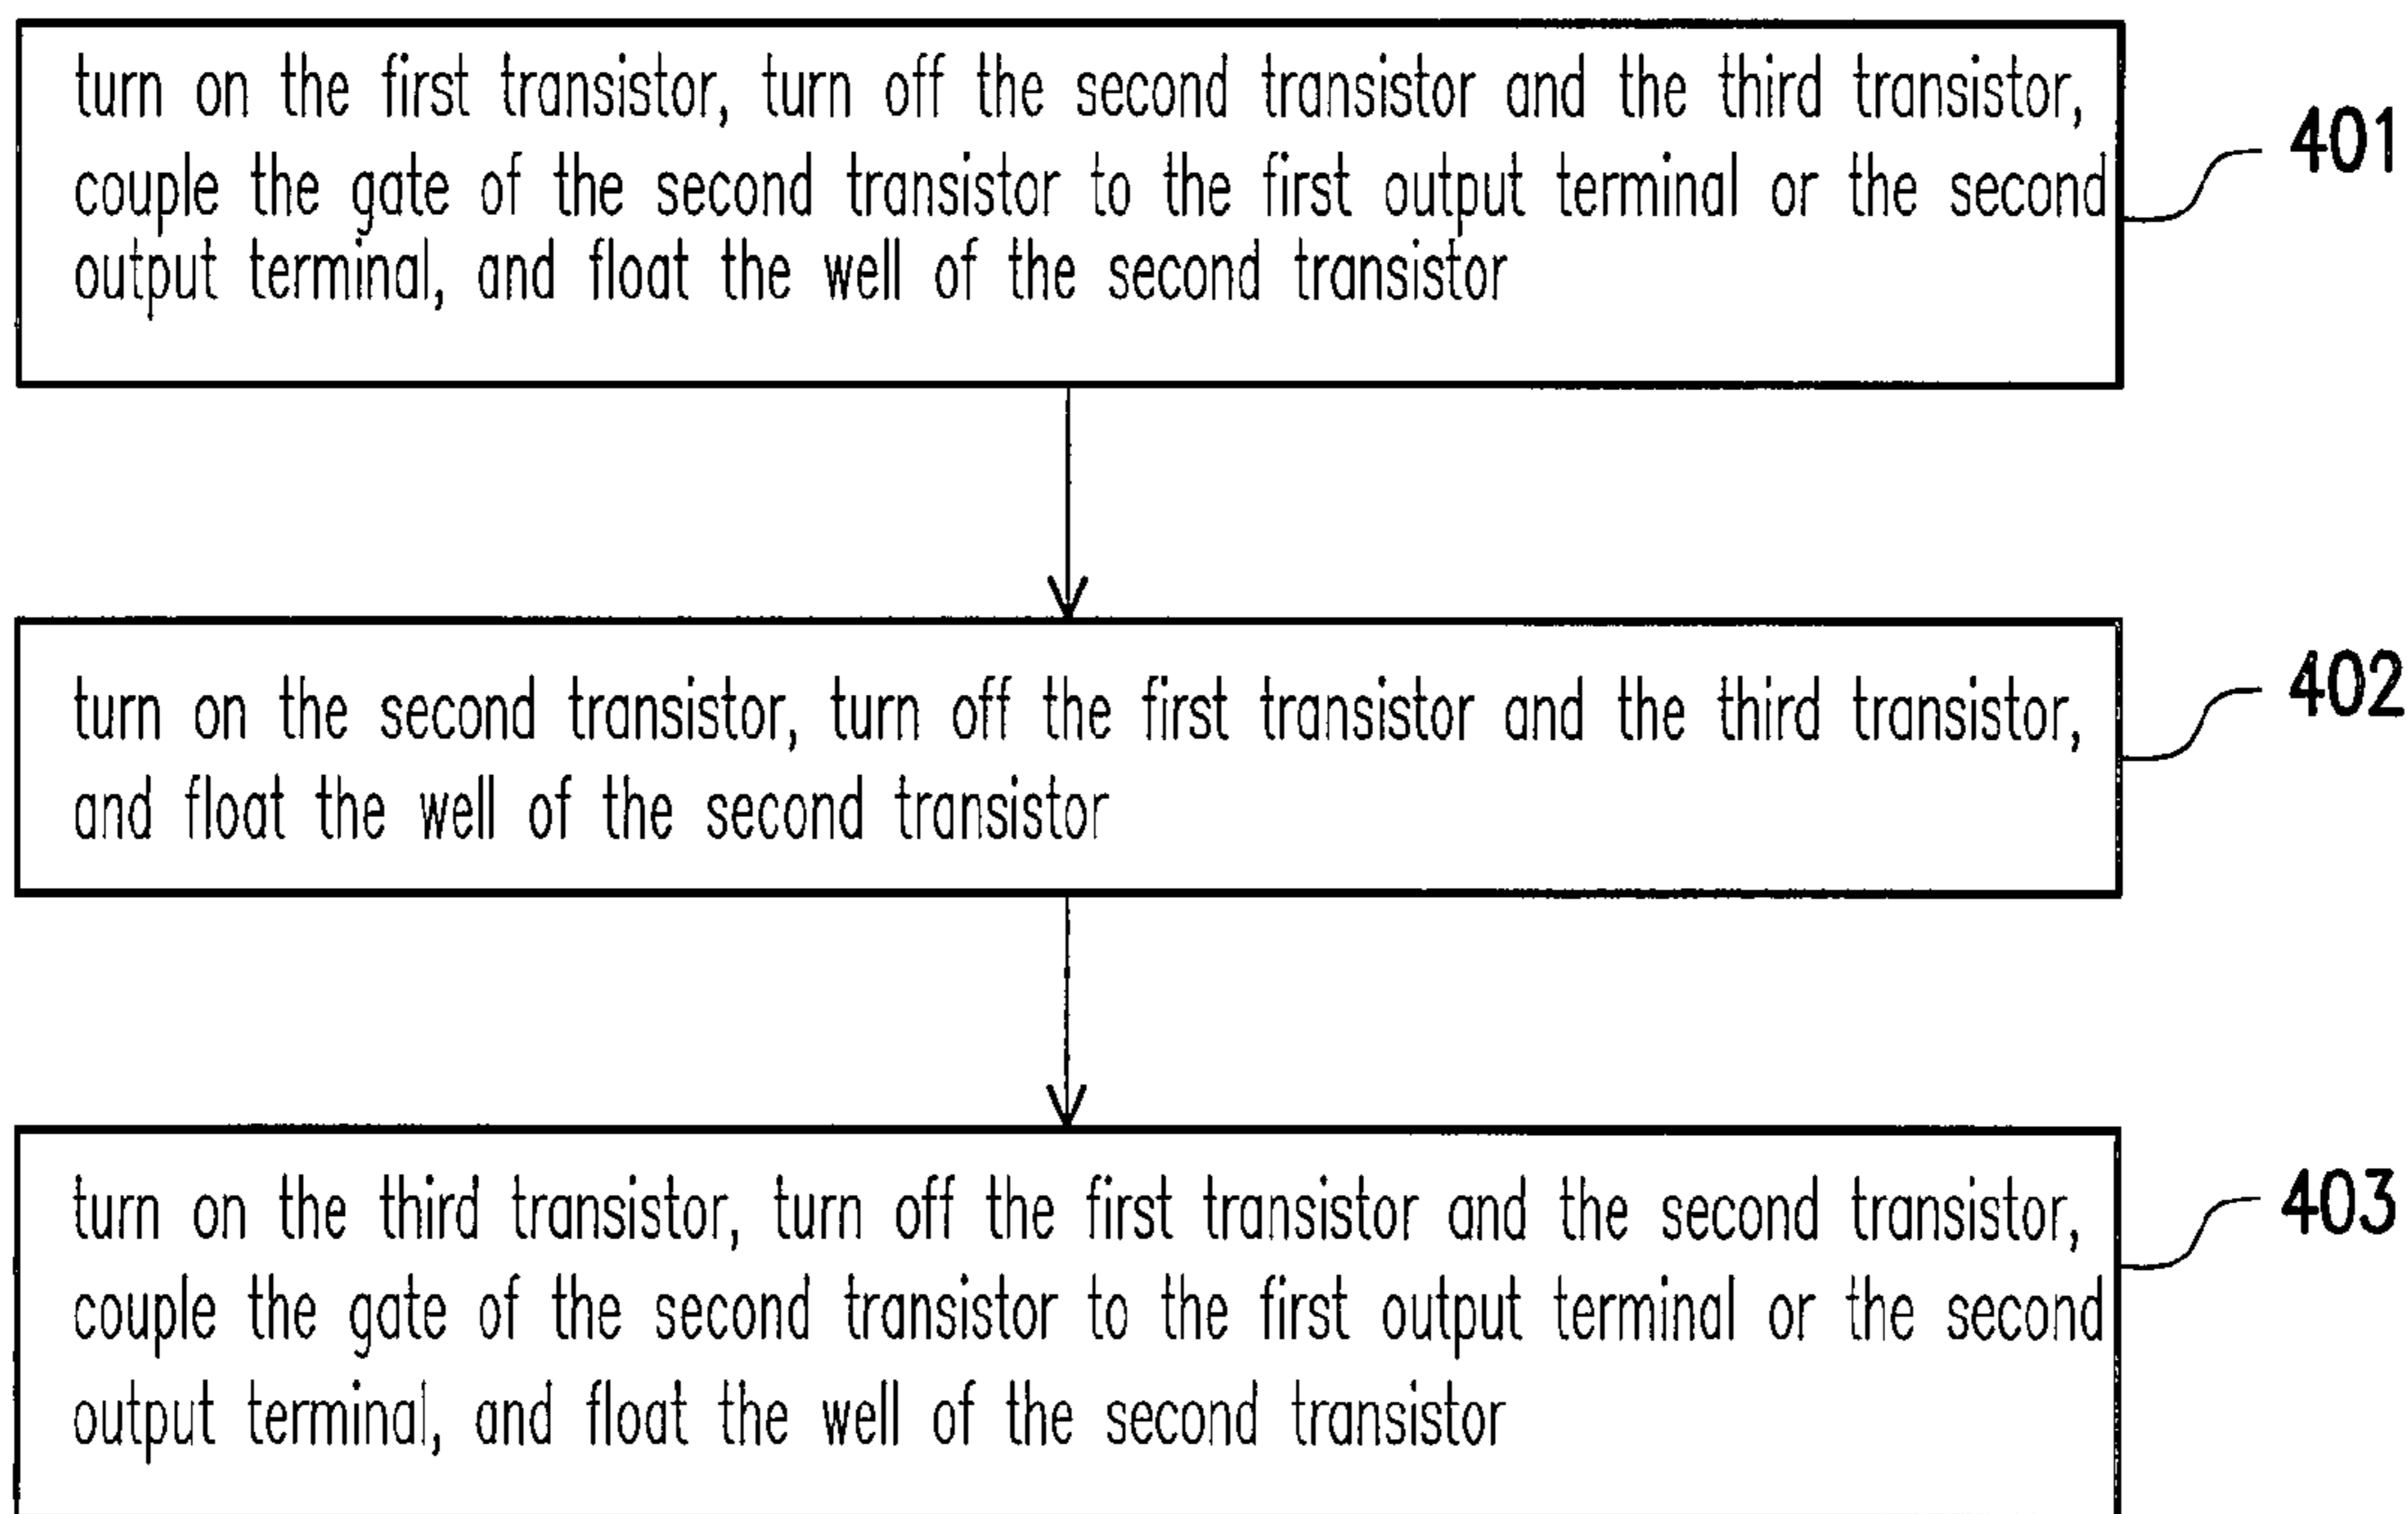 turn on the first transistor, turn off the second transistor and the third transistor,
couple the gate of the second transistor to the first output terminal or the second
output terminal, and float the well of the second transistor
401
turn on the second transistor, turn off the first transistor and the third transistor,
and float the well of the second transistor
402
turn on the third transistor, turn off the first transistor and the second transistor,
couple the gate of the second transistor to the first output terminal or the second
output terminal, and float the well of the second transistor
403